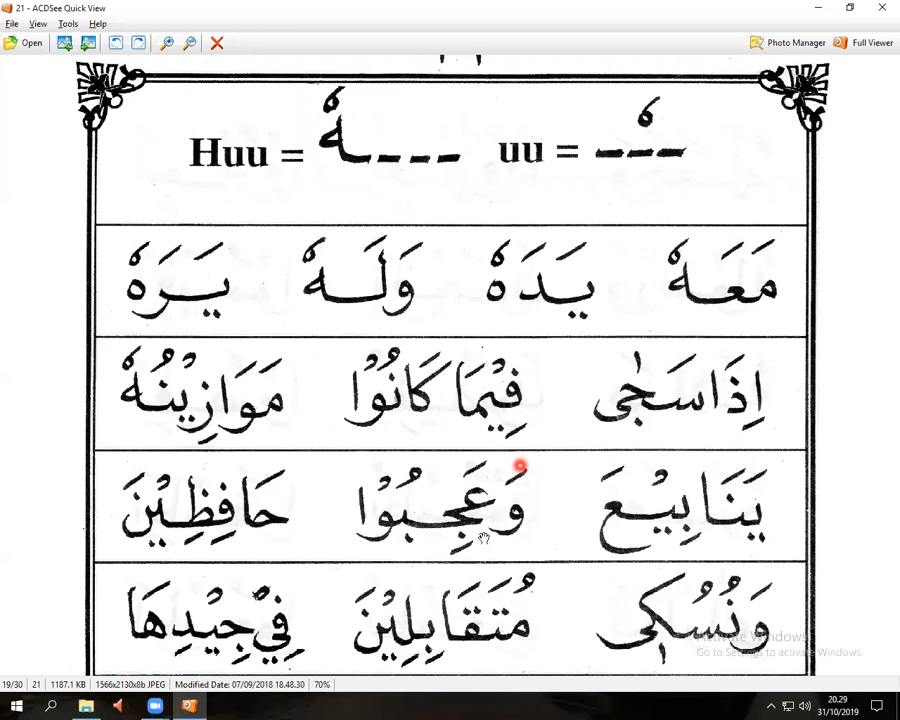 21 - ACDSee Quick View
File View Tools Help
Open Photo Manager Full Viewer
Huu = ـهٗ uu = ـٗ
مَعَهٗ يَدَهٗ وَلَهٗ يَرَهٗ
اِذَاسَجٰى فِيْمَا كَانُوْا مَوَازِيْنُهٗ
يَنَابِيْعَ وَعَجِبُوْا حَافِظِيْنَ
وَنُسُكِٖى مُتَقَابِلِيْنَ فِيْ جِيْدِهَا
Activate Windows
Go to Settings to activate Windows.
19/30 21 1187.1 KB 1566x2130x8b JPEG Modified Date: 07/09/2018 18.48.30 70%
20.29
31/10/2019